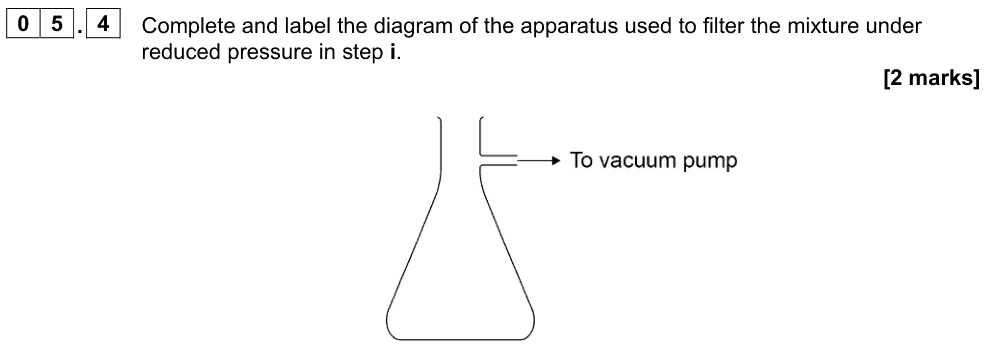 0 5 . 4 Complete and label the diagram of the apparatus used to filter the mixture under
reduced pressure in step i.
[2 marks]
To vacuum pump